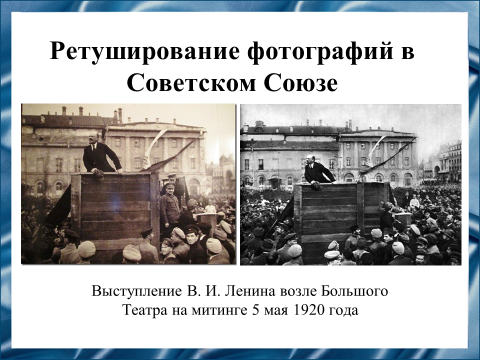 Ретуширование фотографий в
Советском Союзе
Выступление В. И. Ленина возле Большого
Театра на митинге 5 мая 1920 года